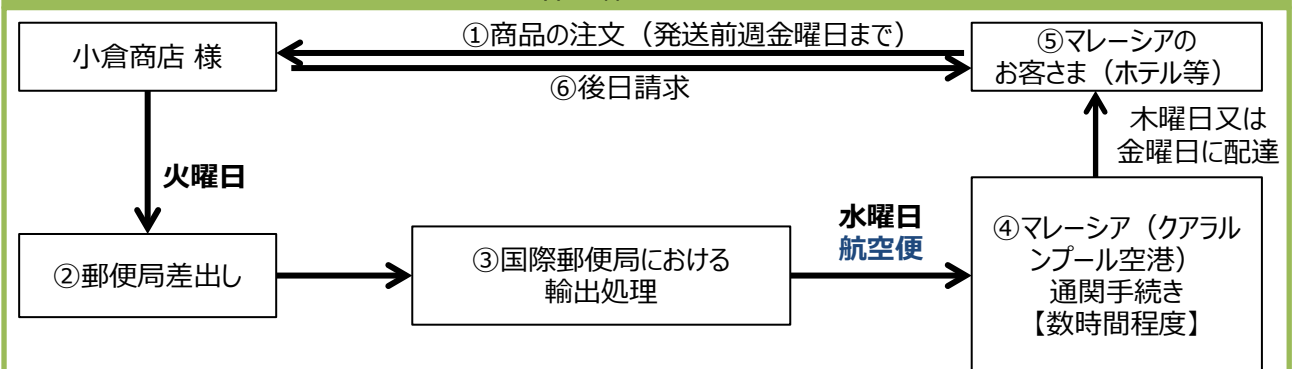 ①商品の注文（発送前週金曜日まで）
小倉商店 様
⑤マレーシアの
お客さま（ホテル等）
⑥後日請求
木曜日又は
金曜日に配達
火曜日
水曜日
航空便
②郵便局差出し
③国際郵便局における
輸出処理
④マレーシア（クアラル
ンプール空港）
通関手続き
【数時間程度】